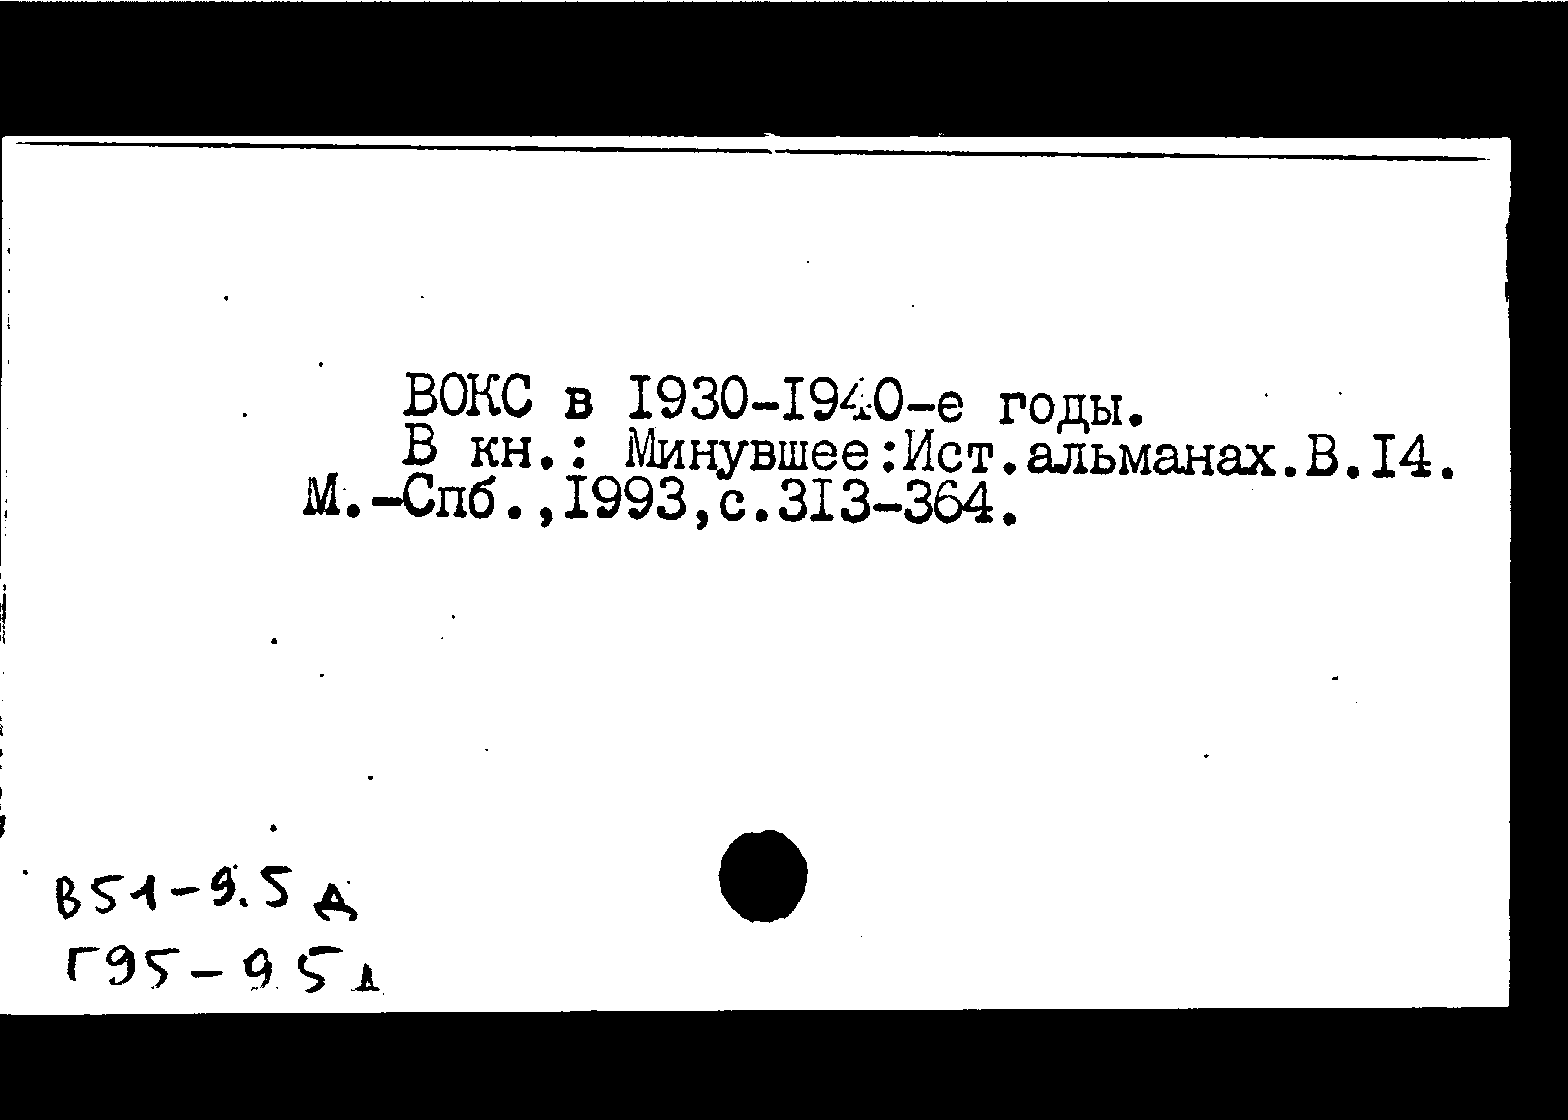 ВОКС в 1930-1940-е годы.
В кн.: Минувшее:Ист.альманах.В.14.
М.-Спб.,1993,с.313-364.
В51-9.5 д
Г95-9 5 д